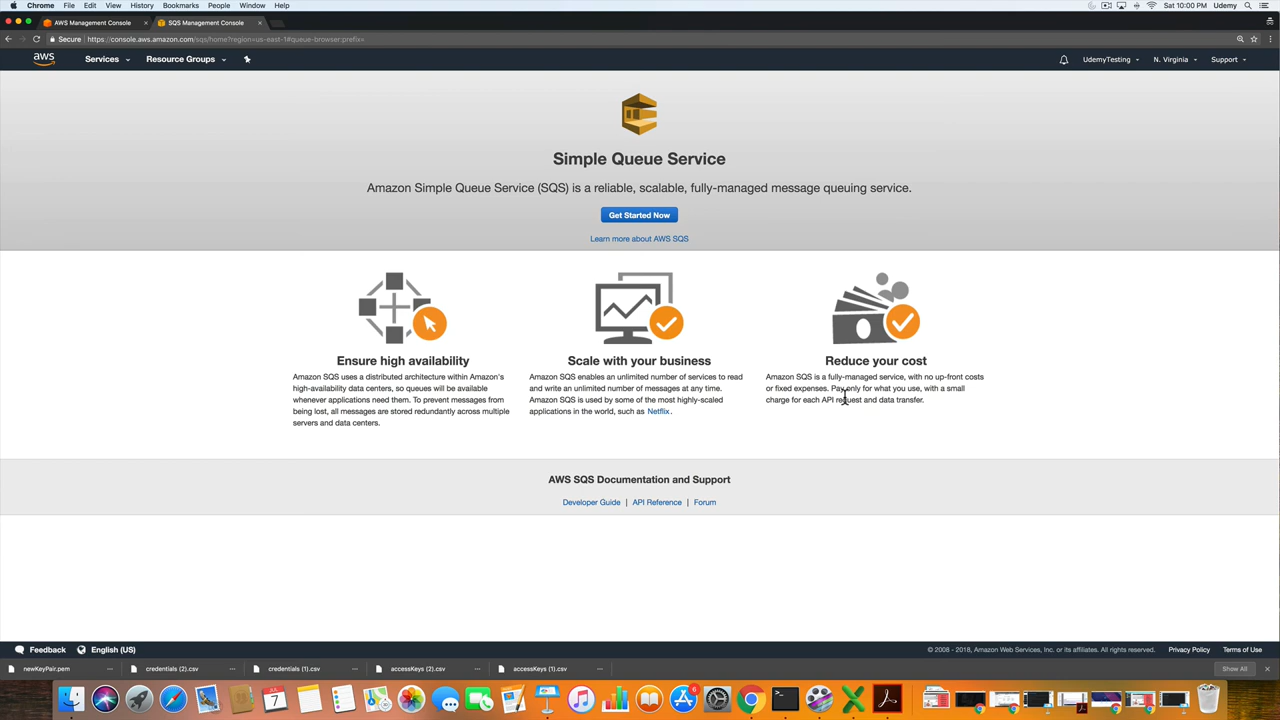 Chrome File Edit View History Bookmarks People Window Help
Sat 10:00 PM Udemy
AWS Management Console
SQS Management Console
Secure https://console.aws.amazon.com/sqs/home?region=us-east-1#queue-browser:prefix=
aws Services Resource Groups
UdemyTesting N. Virginia Support
Simple Queue Service
Amazon Simple Queue Service (SQS) is a reliable, scalable, fully-managed message queuing service.
Get Started Now
Learn more about AWS SQS
Ensure high availability
Amazon SQS uses a distributed architecture within Amazon's
high-availability data centers, so queues will be available
whenever applications need them. To prevent messages from
being lost, all messages are stored redundantly across multiple
servers and data centers.
Scale with your business
Amazon SQS enables an unlimited number of services to read
and write an unlimited number of messages at any time.
Amazon SQS is used by some of the most highly-scaled
applications in the world, such as Netflix.
Reduce your cost
Amazon SQS is a fully-managed service, with no up-front costs
or fixed expenses. Pay only for what you use, with a small
charge for each API request and data transfer.
AWS SQS Documentation and Support
Developer Guide | API Reference | Forum
Feedback English (US)
© 2008 - 2018, Amazon Web Services, Inc. or its affiliates. All rights reserved. Privacy Policy Terms of Use
newKeyPair.pem
credentials (2).csv
credentials (1).csv
accessKeys (2).csv
accessKeys (1).csv
Show All
7
6